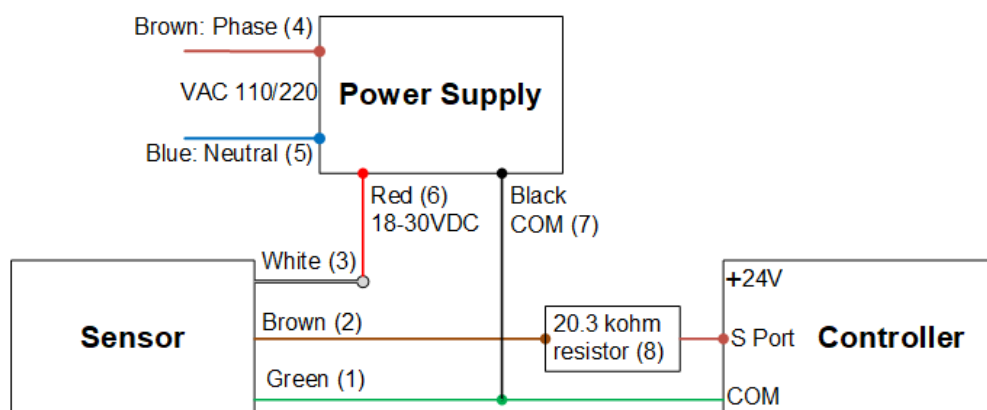 Brown: Phase (4)
VAC 110/220
Power Supply
Blue: Neutral (5)
Red (6)
18-30VDC
Black
COM (7)
White (3)
+24V
Sensor
Brown (2)
20.3 kohm
resistor (8)
S Port
Controller
Green (1)
COM